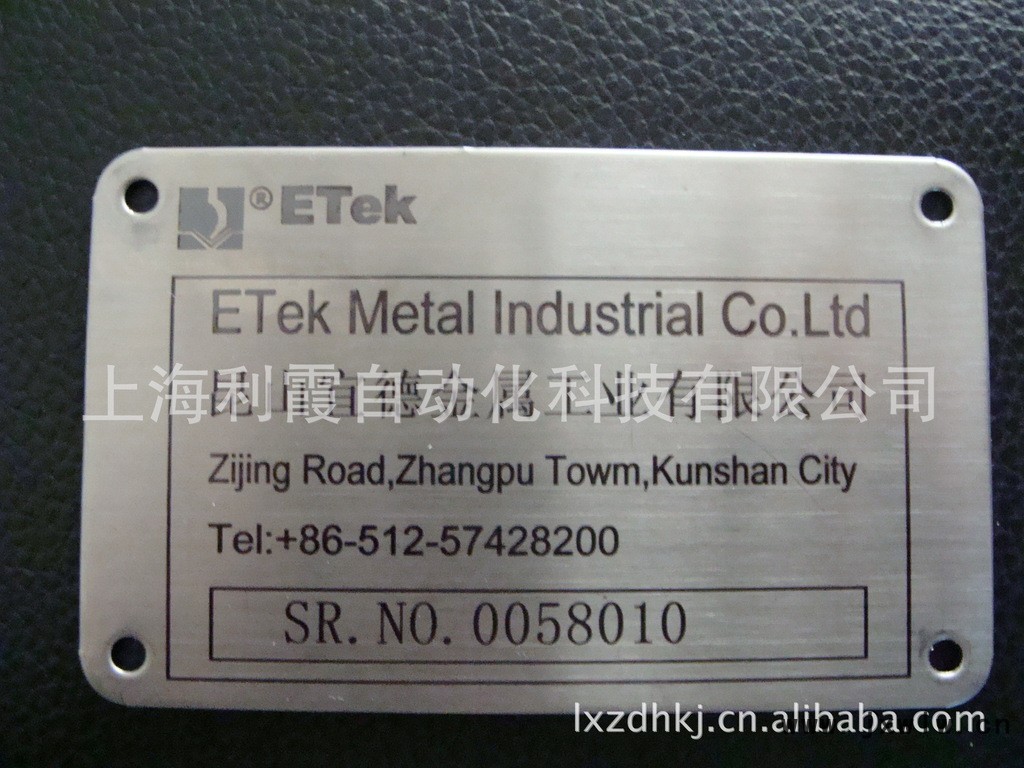 ® ETek
ETek Metal Industrial Co.Ltd
上海利霞自动化科技有限公司
Zijing Road,Zhangpu Towm,Kunshan City
Tel:+86-512-57428200
SR.NO.0058010
lxzdhkj.cn.alibaba.com